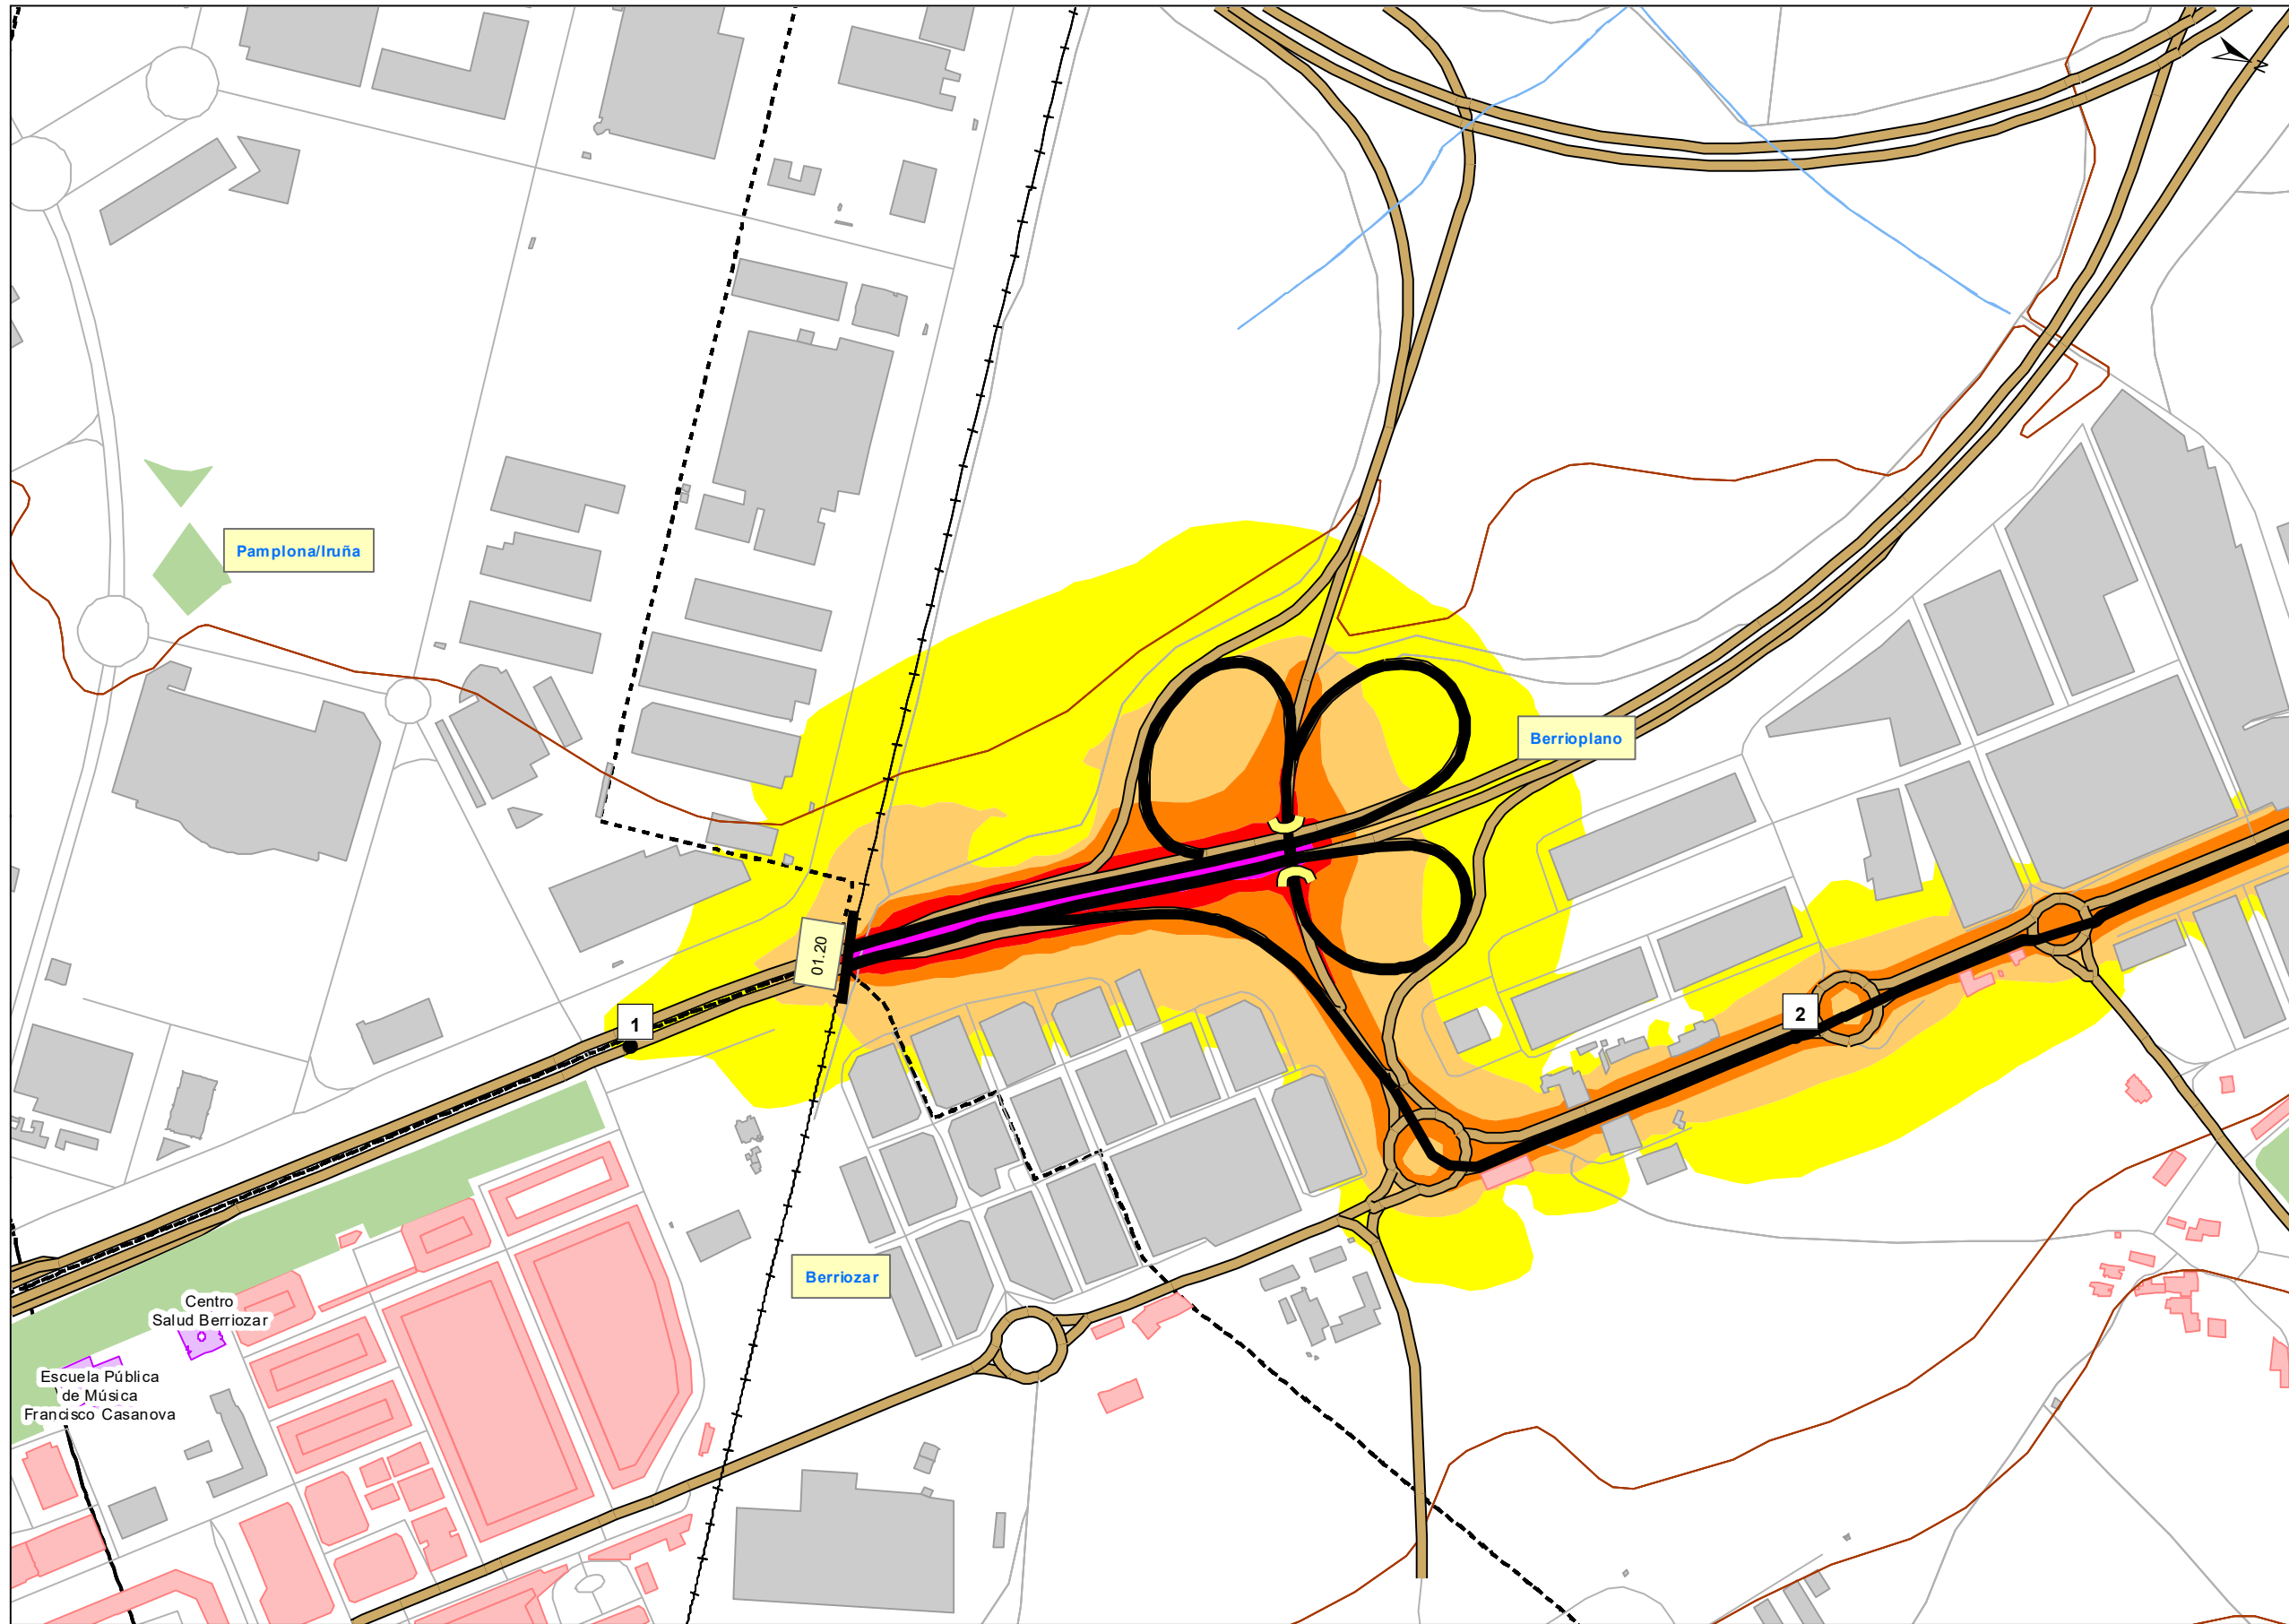 Pamplona/Iruña
Berrioplano
01.20
1
2
Berriozar
Centro
Salud Berriozar
Escuela Pública
de Música
Francisco Casanova